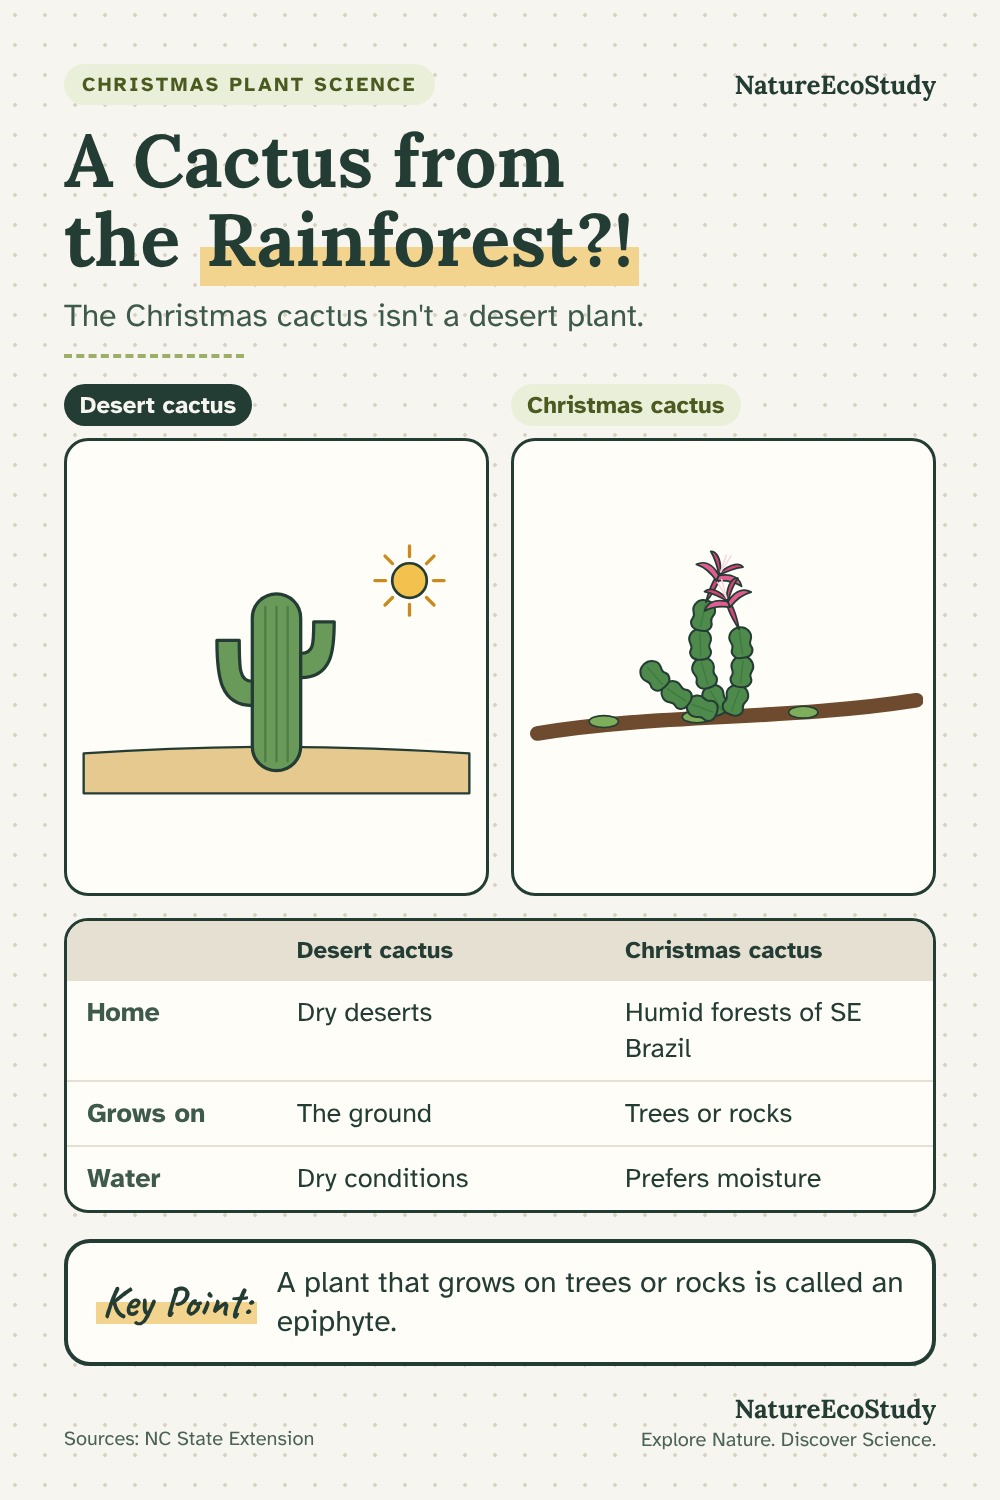 CHRISTMAS PLANT SCIENCE
NatureEcoStudy
A Cactus from
the Rainforest?!
The Christmas cactus isn't a desert plant.
Desert cactus
Christmas cactus
Desert cactus Christmas cactus
Home Dry deserts Humid forests of SE
Brazil
Grows on The ground Trees or rocks
Water Dry conditions Prefers moisture
Key Point: A plant that grows on trees or rocks is called an
epiphyte.
NatureEcoStudy
Sources: NC State Extension
Explore Nature. Discover Science.